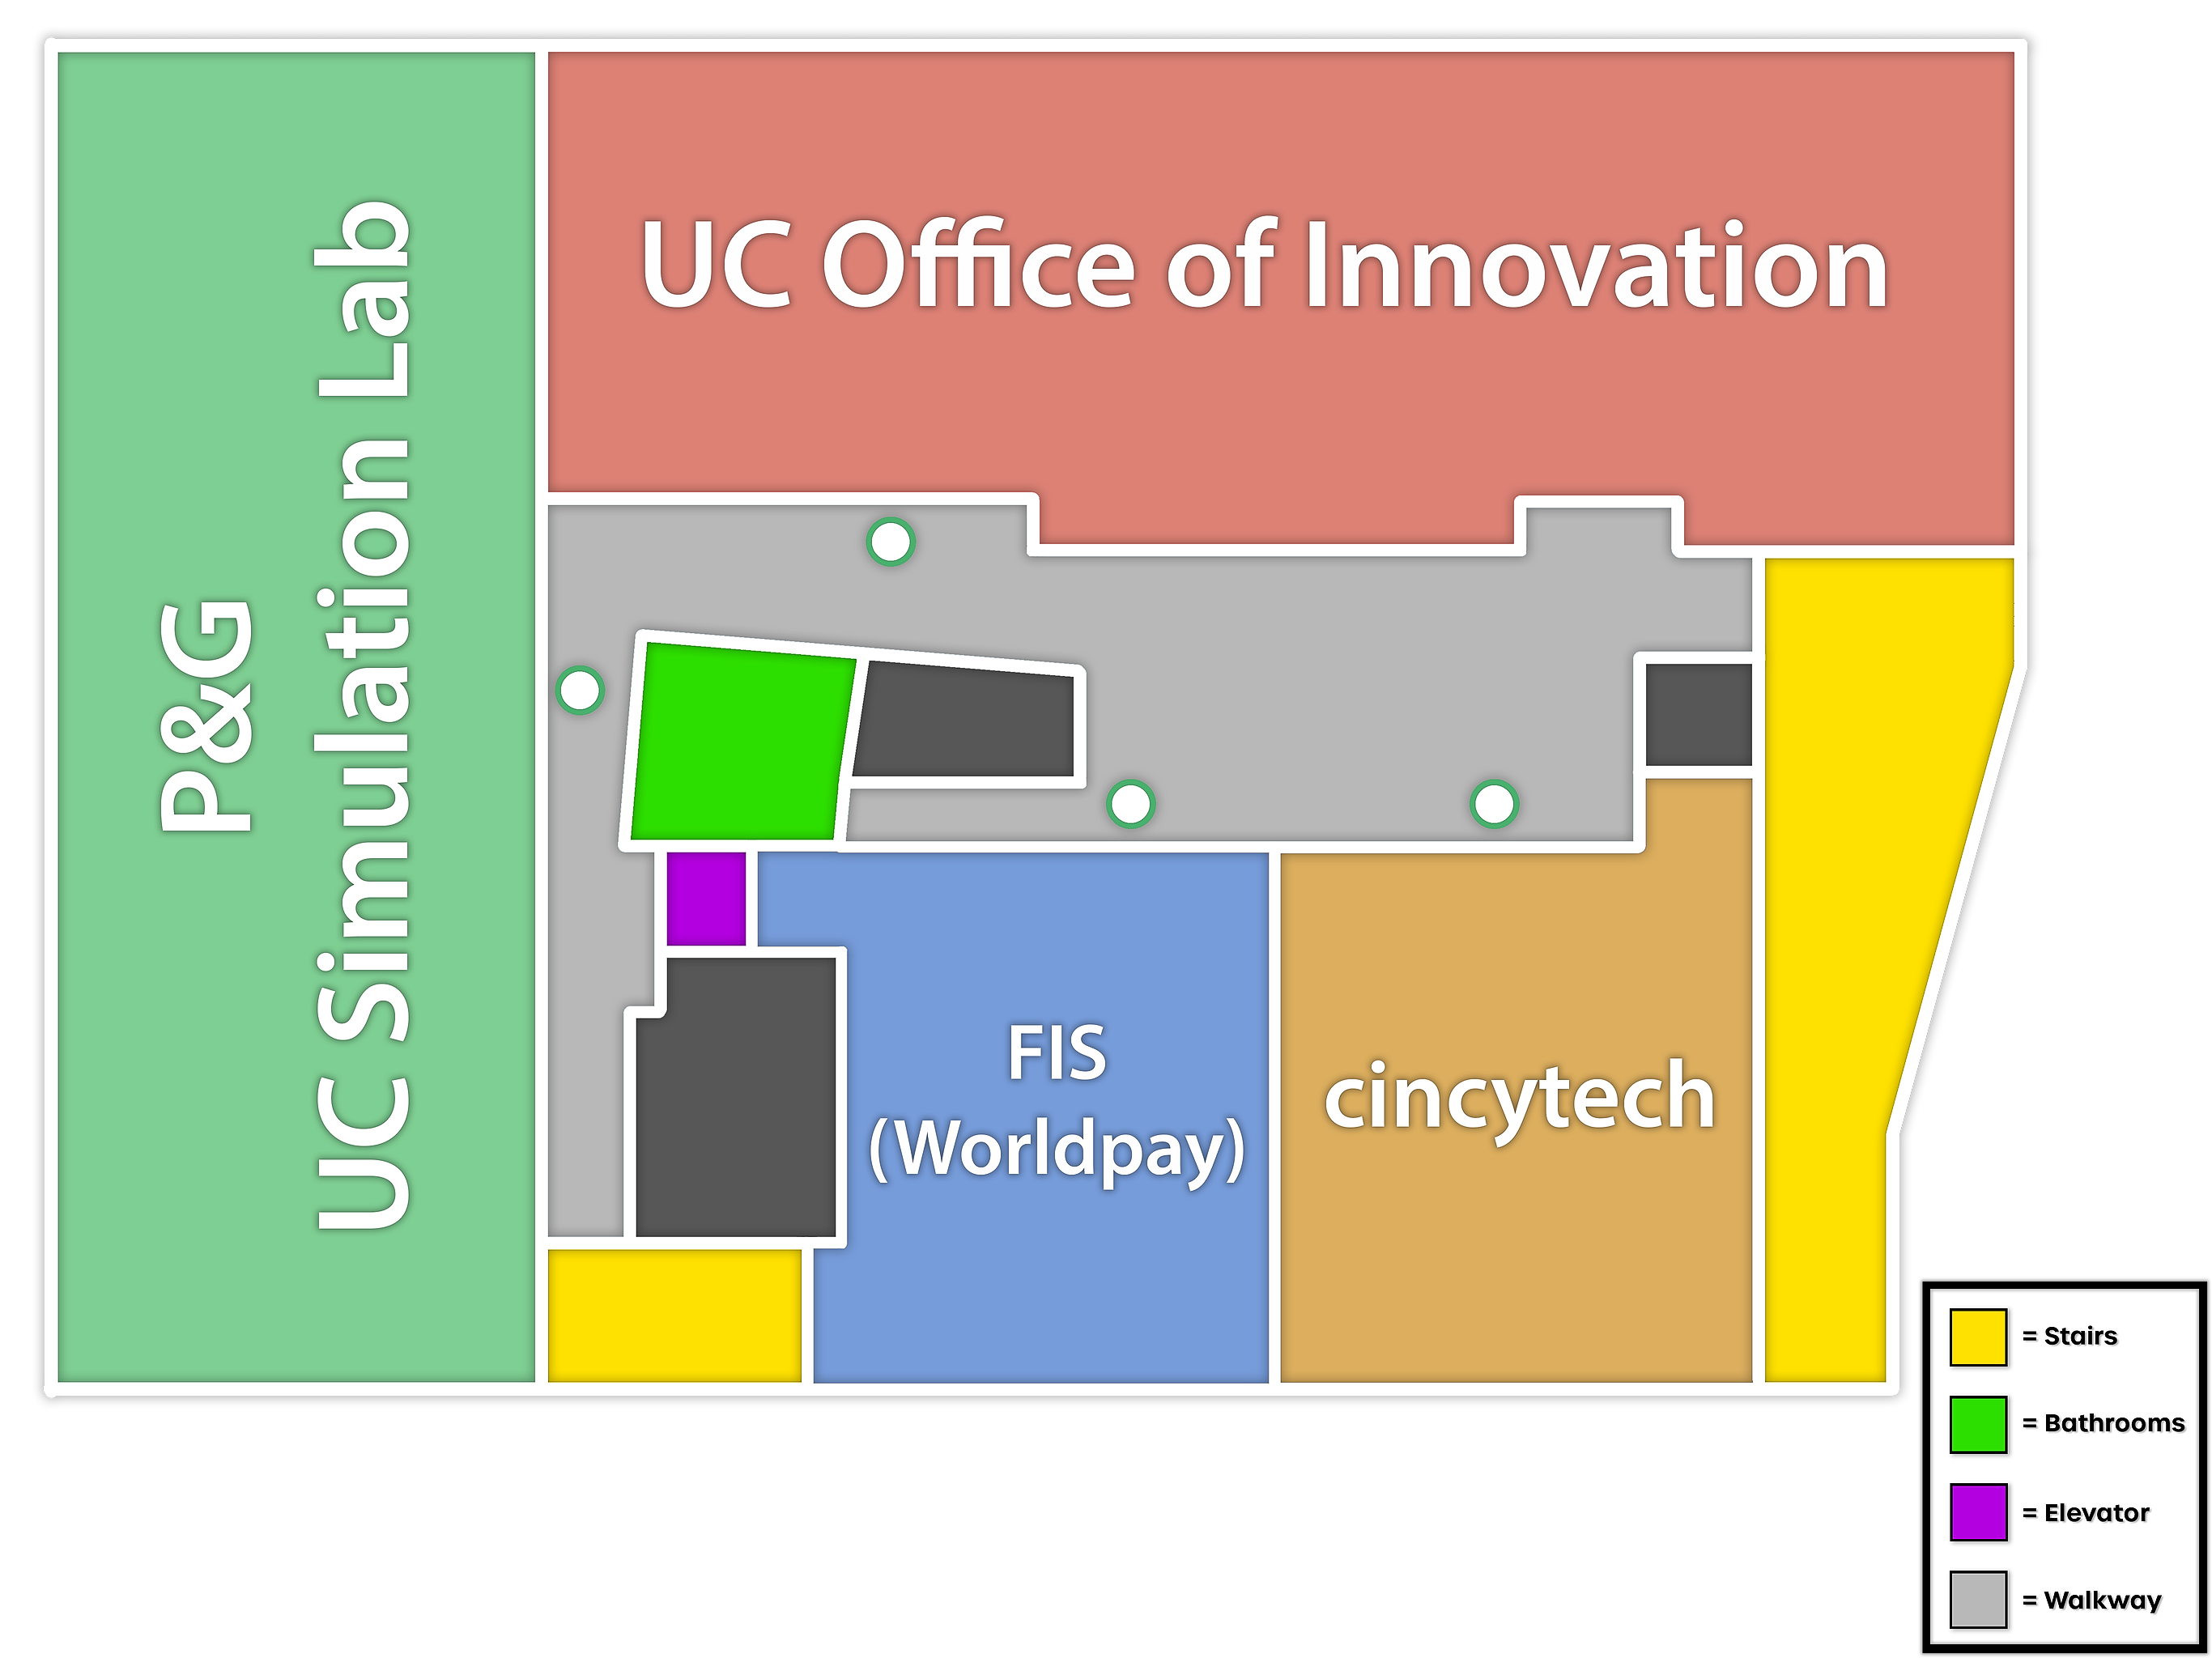 P&G
UC Simulation Lab
UC Office of Innovation
FIS
(Worldpay)
cincytech
= Stairs
= Bathrooms
= Elevator
= Walkway